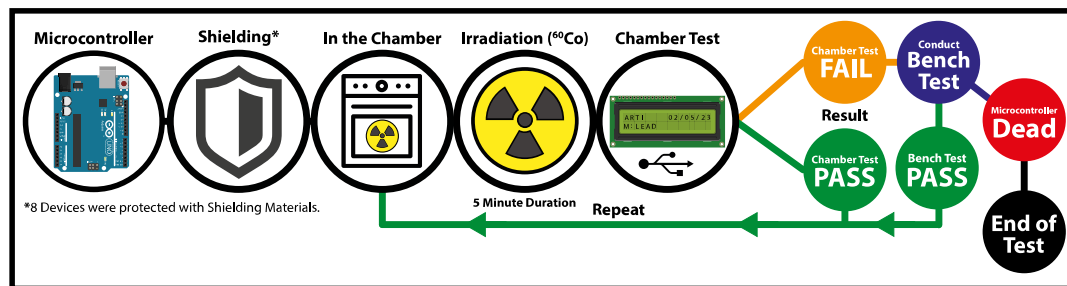 Microcontroller
Shielding*
In the Chamber
Irradiation (⁶⁰Co)
Chamber Test
ARTI 02/05/23
M:LEAD
Chamber Test
FAIL
Conduct
Bench
Test
Result
Microcontroller
Dead
Chamber Test
PASS
Bench Test
PASS
*8 Devices were protected with Shielding Materials.
5 Minute Duration
Repeat
End of
Test